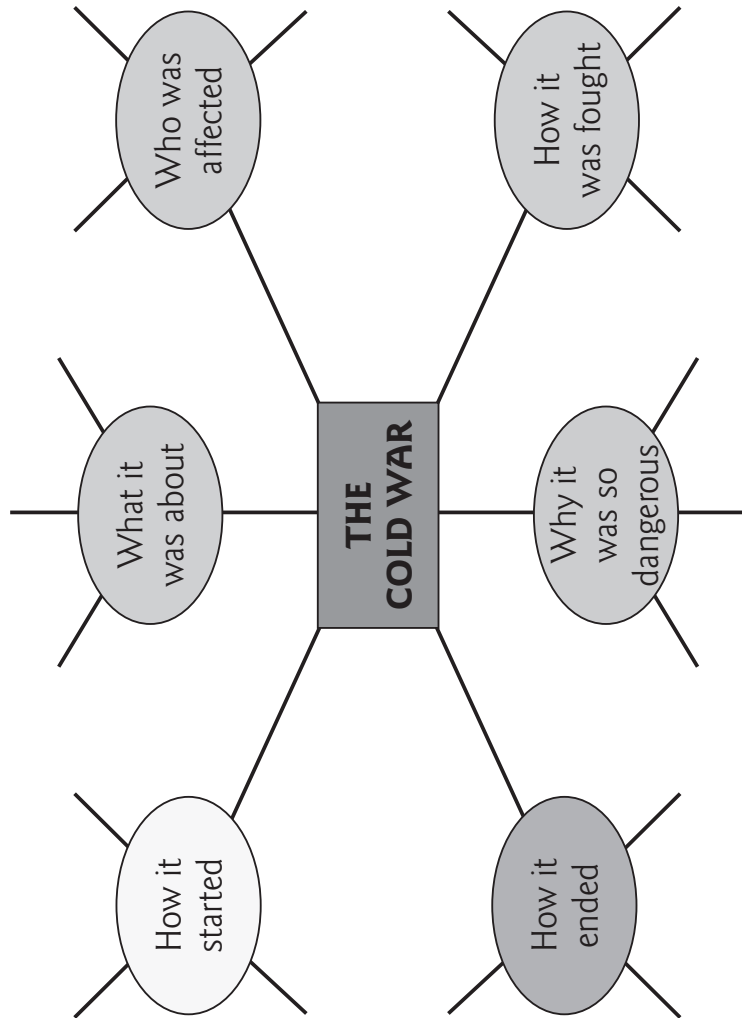 How it
started
What it
was about
Who was
affected
THE
COLD WAR
How it
ended
Why it
was so
dangerous
How it
was fought